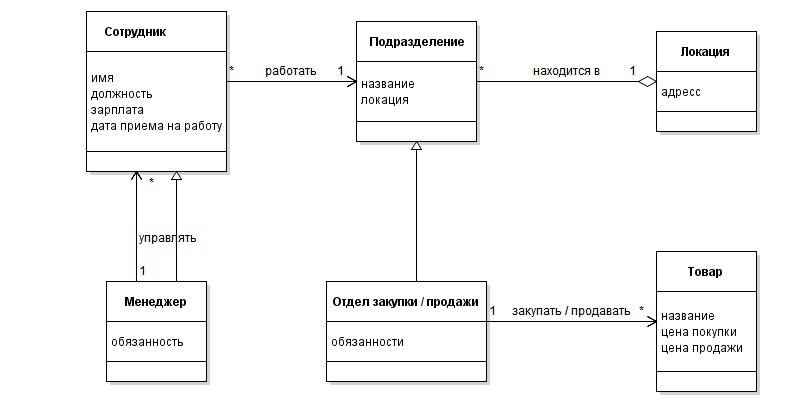 Сотрудник
имя
должность
зарплата
дата приема на работу
* работать 1
Подразделение
название
локация
* находится в 1
Локация
адресс
*
управлять
1
Менеджер
обязанность
Отдел закупки / продажи
обязанности
1 закупать / продавать *
Товар
название
цена покупки
цена продажи